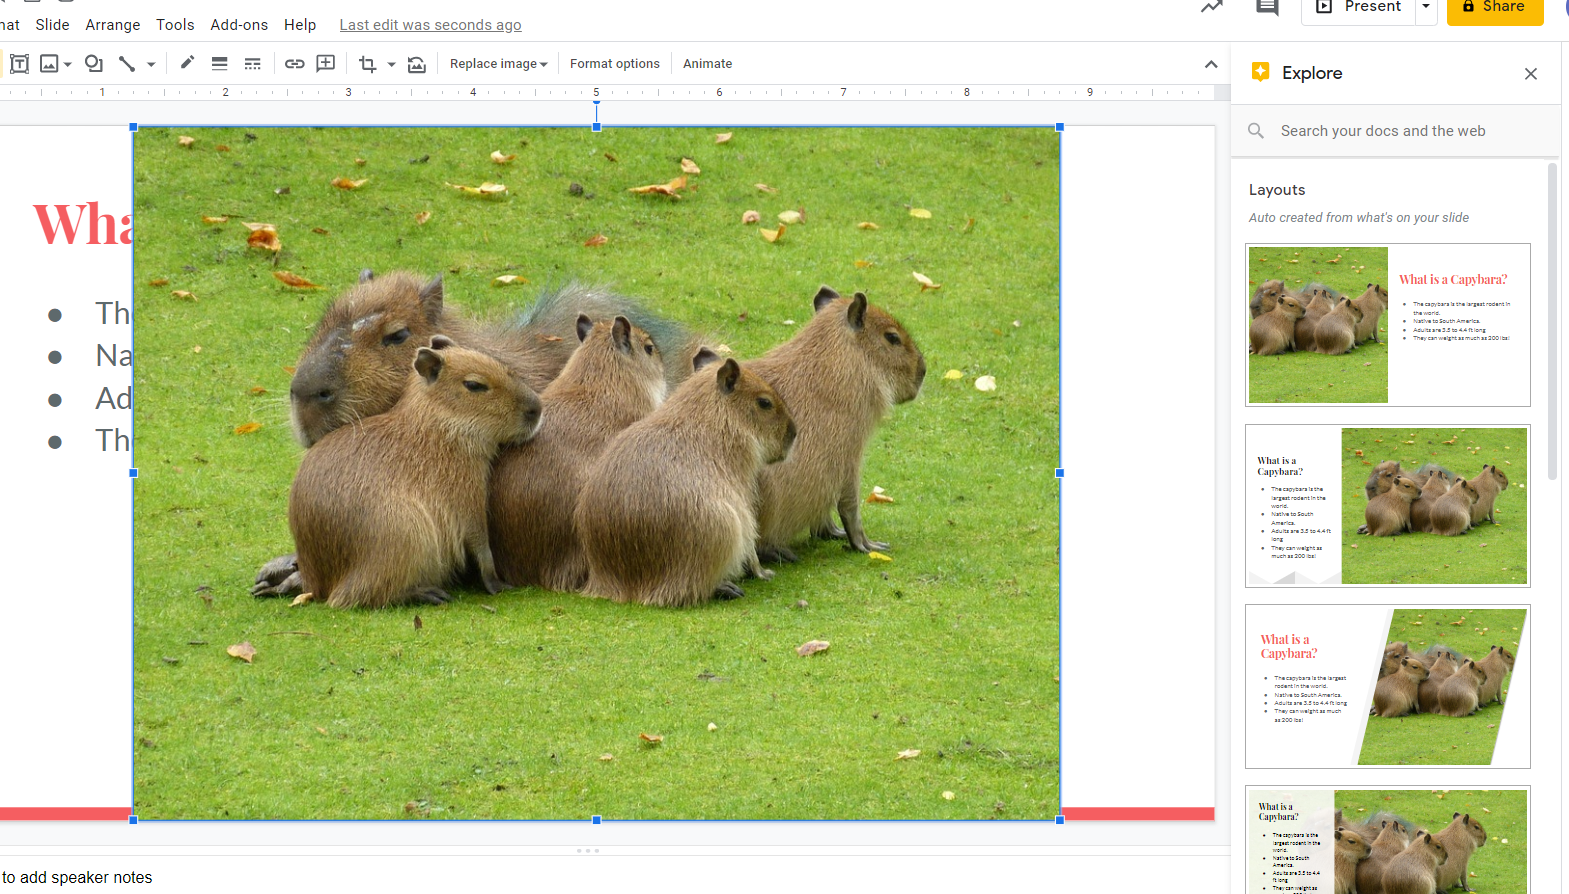 nat Slide Arrange Tools Add-ons Help Last edit was seconds ago
Present Share
Replace image Format options Animate
1 2 3 4 5 6 7 8 9
Wha
● Th
● Na
● Ad
● Th
to add speaker notes
Explore
Search your docs and the web
Layouts
Auto created from what's on your slide
What is a Capybara?
● The capybara is the largest rodent in
the world.
● Native to South America.
● Adults are 3.5 to 4.4 ft long
● They can weight as much as 200 lbs!
What is a
Capybara?
● The capybara is the
largest rodent in the
world.
● Native to South
America.
● Adults are 3.5 to 4.4 ft
long
● They can weight as
much as 200 lbs!
What is a
Capybara?
● The capybara is the largest
rodent in the world.
● Native to South America.
● Adults are 3.5 to 4.4 ft long
● They can weight as much
as 200 lbs!
What is a
Capybara?
● The capybara is the
largest rodent in the
world.
● Native to South
America.
● Adults are 3.5 to 4.4
ft long
● They can weight as